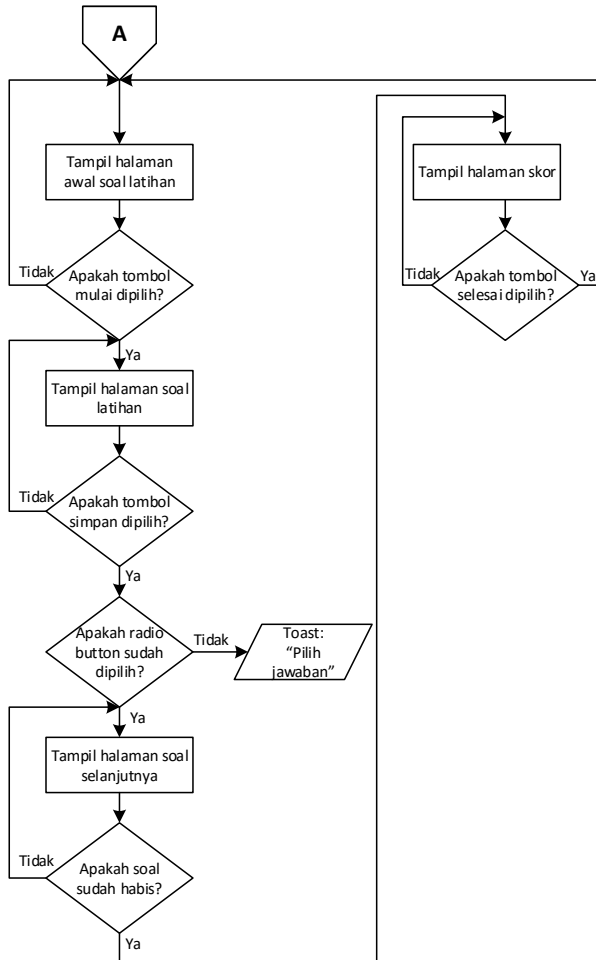 A
Tampil halaman
awal soal latihan
Tidak
Apakah tombol
mulai dipilih?
Ya
Tampil halaman soal
latihan
Tidak
Apakah tombol
simpan dipilih?
Ya
Apakah radio
button sudah
dipilih?
Tidak
Toast:
“Pilih
jawaban”
Ya
Tampil halaman soal
selanjutnya
Tidak
Apakah soal
sudah habis?
Ya
Tampil halaman skor
Tidak
Apakah tombol
selesai dipilih?
Ya